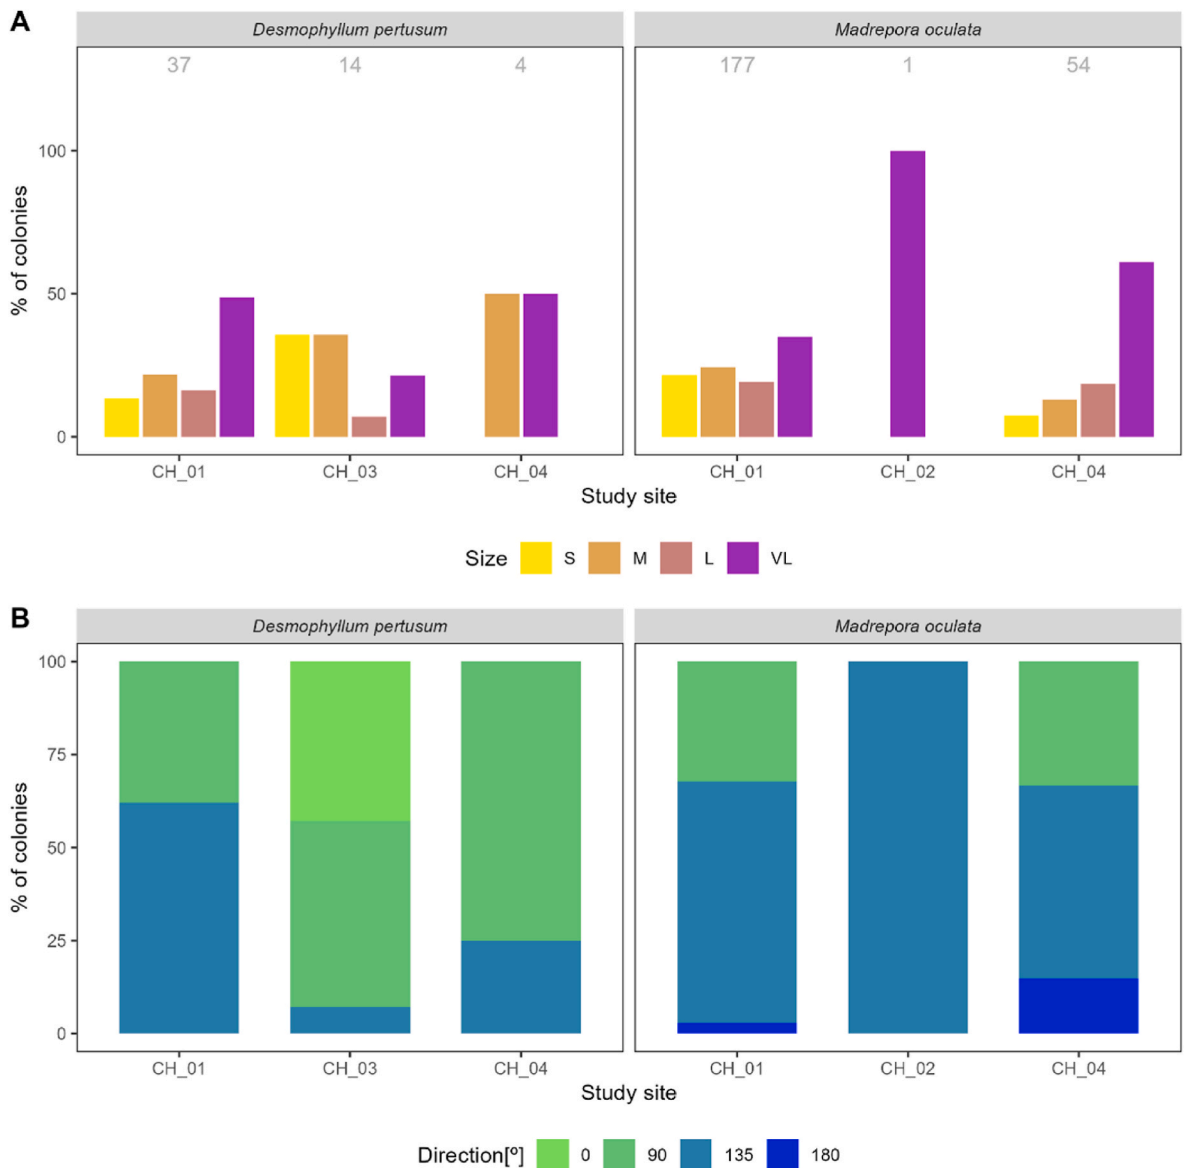 A
Desmophyllum pertusum
Madrepora oculata
37 14 4
177 1 54
% of colonies
100
50
0
CH_01 CH_03 CH_04
CH_01 CH_02 CH_04
Study site
Size S M L VL
B
Desmophyllum pertusum
Madrepora oculata
% of colonies
100
75
50
25
0
CH_01 CH_03 CH_04
CH_01 CH_02 CH_04
Study site
Direction[º] 0 90 135 180